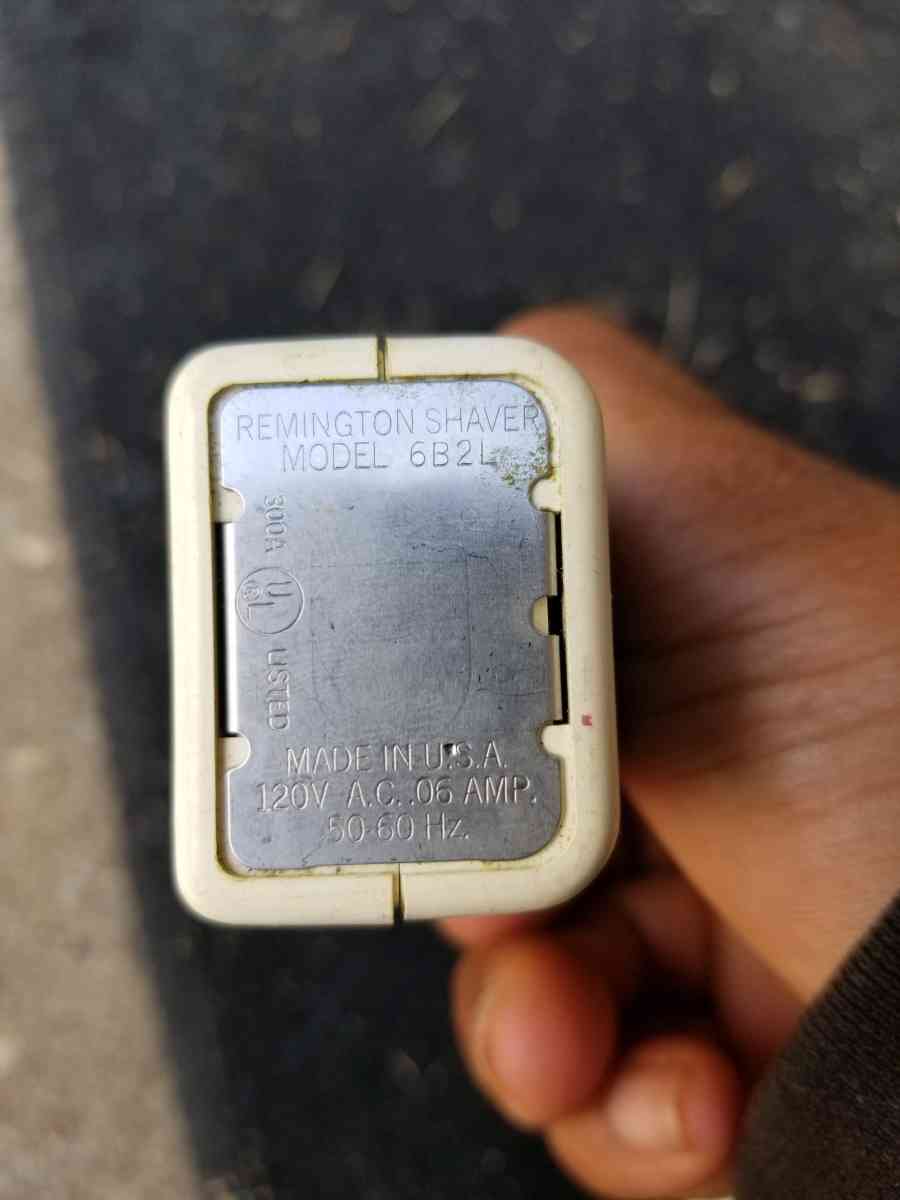 REMINGTON SHAVER
MODEL 6B2L
300A UL ® LISTED
MADE IN U.S.A.
120V A.C. .06 AMP.
50-60 Hz.